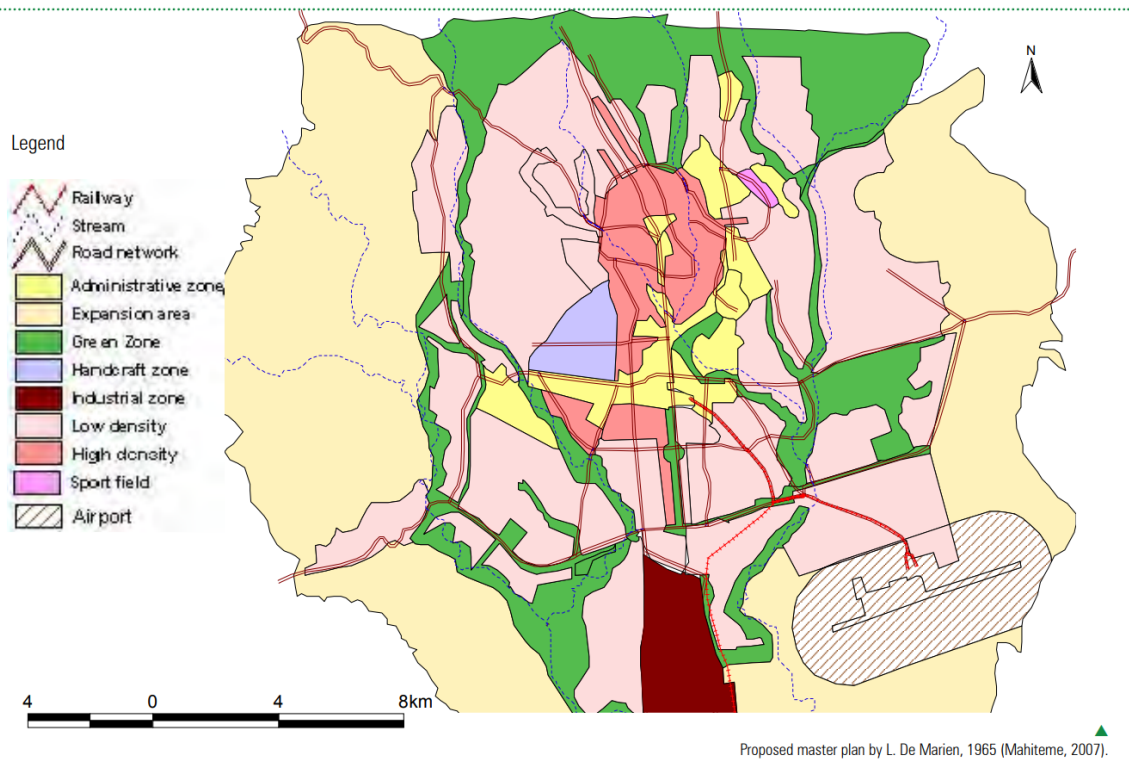 N
Legend
Railway
Stream
Road network
Administrative zone
Expansion area
Green Zone
Handcraft zone
Industrial zone
Low density
High density
Sport field
Airport
4 0 4 8km
Proposed master plan by L. De Marien, 1965 (Mahiteme, 2007).